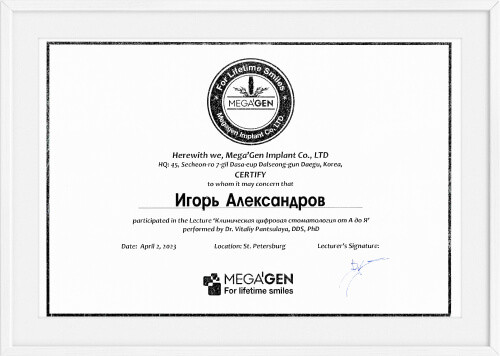 For Lifetime Smiles
MEGA'GEN
Megagen Implant Co., LTD.
Herewith we, Mega'Gen Implant Co., LTD
HQ: 45, Secheon-ro 7-gil Dasa-eup Dalseong-gun Daegu, Korea,
CERTIFY
to whom it may concern that
Игорь Александров
participated in the Lecture "Клиническая цифровая стоматология от А до Я"
performed by Dr. Vitaliy Pantsulaya, DDS, PhD
Date: April 2, 2023 Location: St. Petersburg Lecturer's Signature:
MEGA'GEN
For lifetime smiles